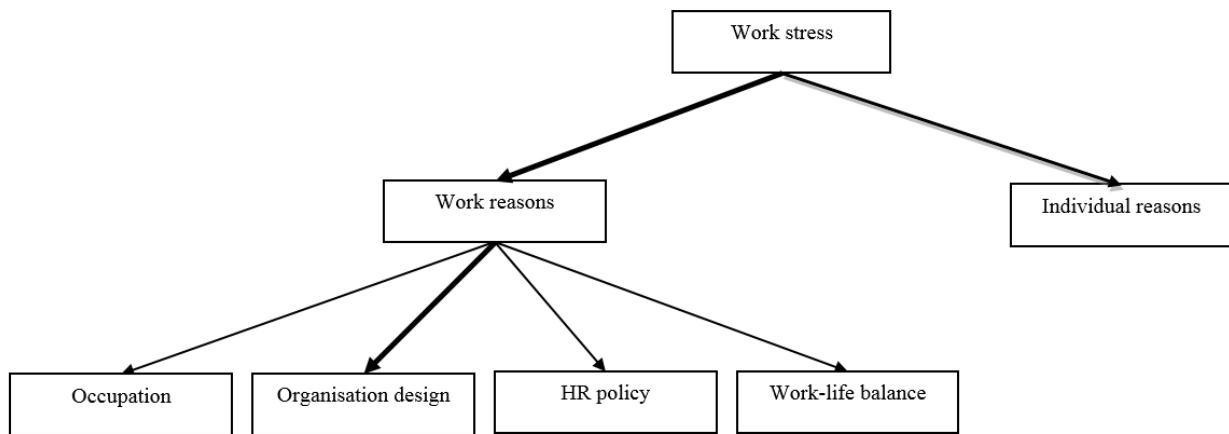 Work stress
Work reasons
Individual reasons
Occupation
Organisation design
HR policy
Work-life balance